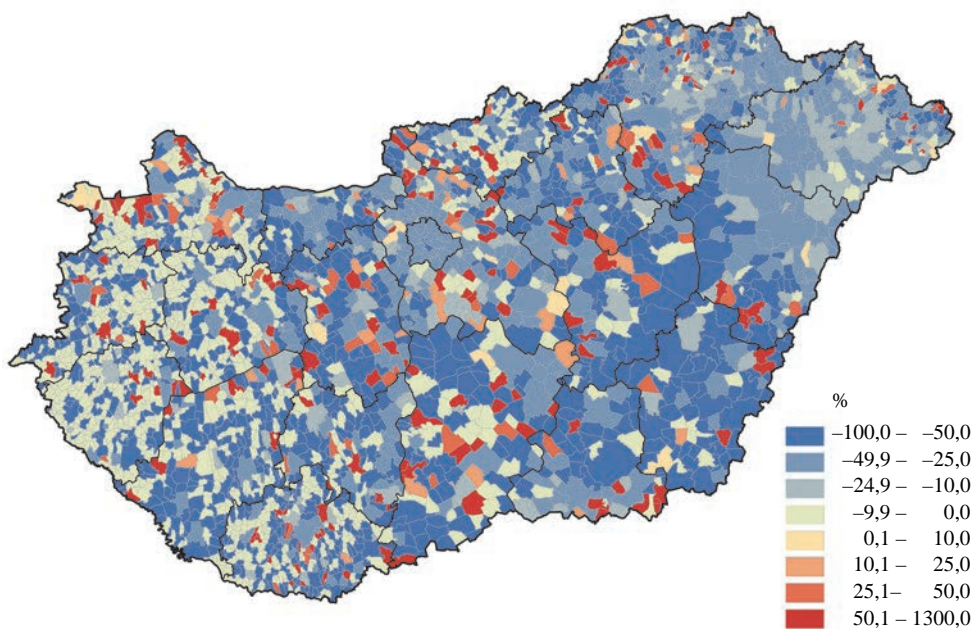 %
–100,0 – –50,0
–49,9 – –25,0
–24,9 – –10,0
–9,9 – 0,0
0,1 – 10,0
10,1 – 25,0
25,1– 50,0
50,1 – 1300,0